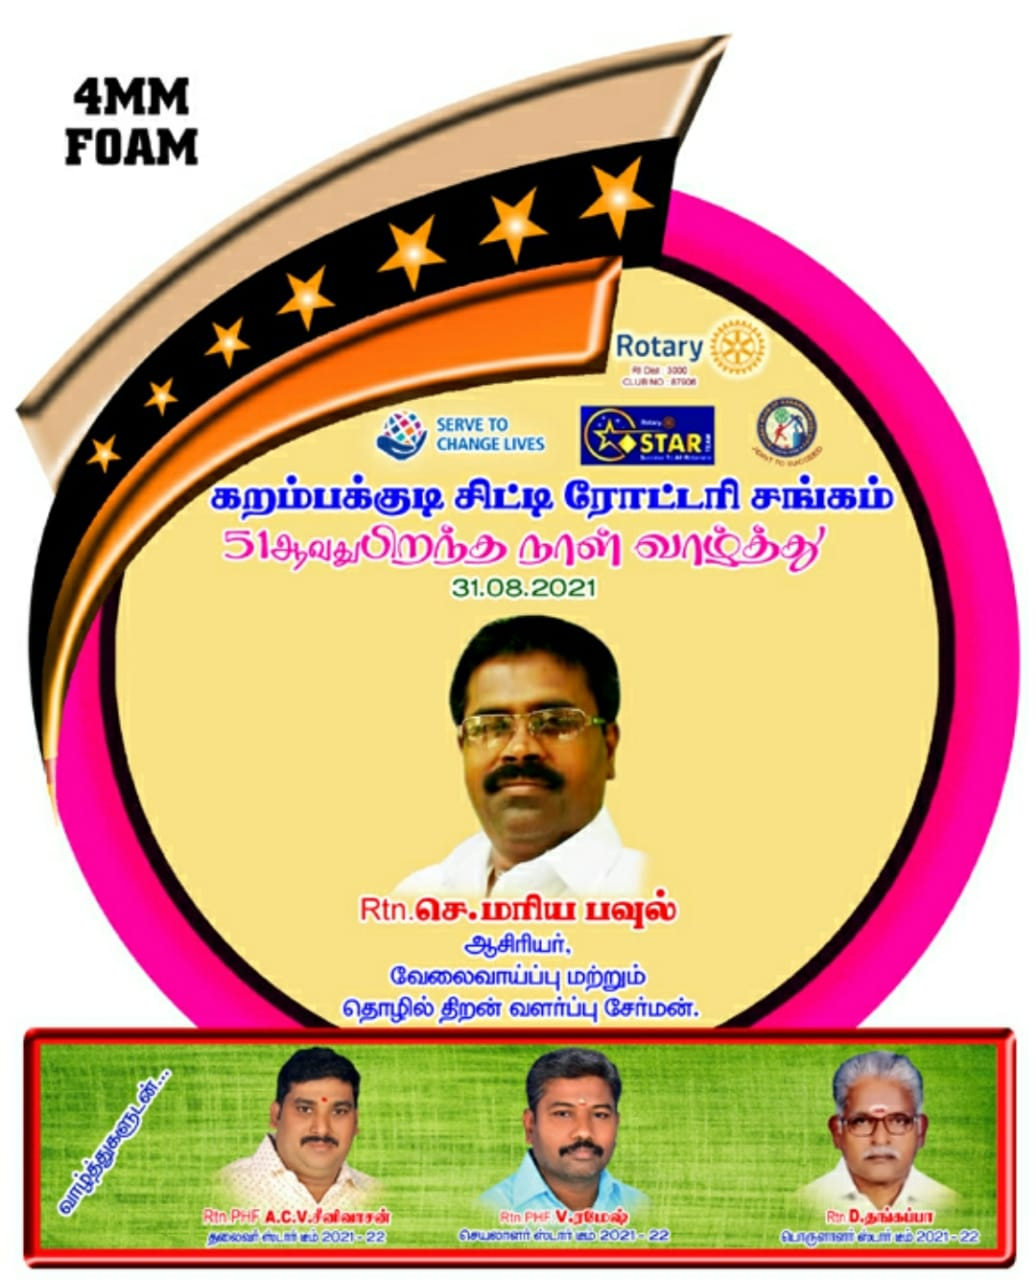 4MM
FOAM
Rotary
RI Dist : 3000
CLUB NO : 87906
SERVE TO
CHANGE LIVES
Rotary
STAR
TEAM
கறம்பக்குடி சிட்டி ரோட்டரி சங்கம்
51ஆவது பிறந்த நாள் வாழ்த்து
31.08.2021
Rtn.செ.மரிய பவுல்
ஆசிரியர்,
வேலைவாய்ப்பு மற்றும்
தொழில் திறன் வளர்ப்பு சேர்மன்.
வாழ்த்துகளுடன்...
Rtn PHF A.C.V.சீனிவாசன்
தலைவர் ஸ்டார் டீம் 2021 - 22
Rtn PHF V.ரமேஷ்
செயலாளர் ஸ்டார் டீம் 2021 - 22
Rtn D.தங்கப்பா
பொருளாளர் ஸ்டார் டீம் 2021 - 22